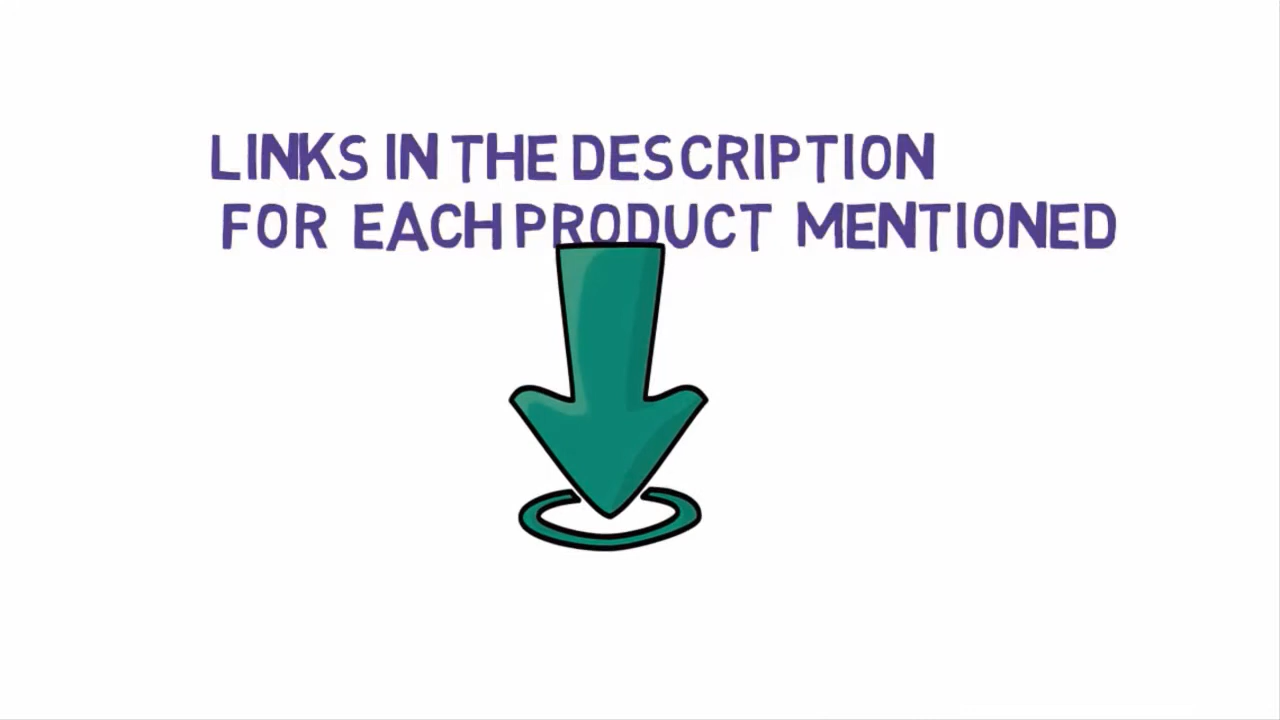 LINKS IN THE DESCRIPTION
FOR EACH PRODUCT MENTIONED